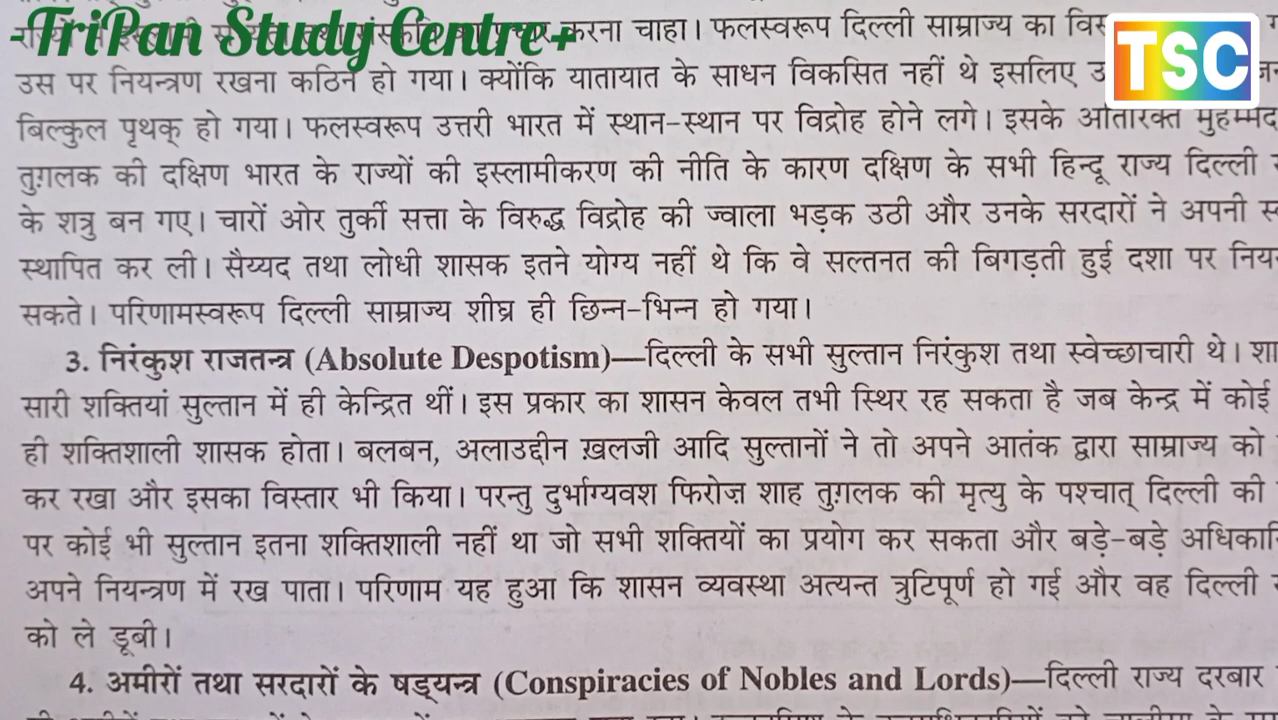 -TriPan Study Centre+
TSC
करना चाहा। फलस्वरूप दिल्ली साम्राज्य का
उस पर नियन्त्रण रखना कठिन हो गया। क्योंकि यातायात के साधन विकसित नहीं थे इसलिए
बिल्कुल पृथक् हो गया। फलस्वरूप उत्तरी भारत में स्थान-स्थान पर विद्रोह होने लगे। इसके अतिरिक्त मुहम्मद
तुग़लक की दक्षिण भारत के राज्यों की इस्लामीकरण की नीति के कारण दक्षिण के सभी हिन्दू राज्य दिल्ली
के शत्रु बन गए। चारों ओर तुर्की सत्ता के विरुद्ध विद्रोह की ज्वाला भड़क उठी और उनके सरदारों ने अपनी
स्थापित कर ली। सैय्यद तथा लोधी शासक इतने योग्य नहीं थे कि वे सल्तनत की बिगड़ती हुई दशा पर
सकते। परिणामस्वरूप दिल्ली साम्राज्य शीघ्र ही छिन्न-भिन्न हो गया।
3. निरंकुश राजतन्त्र (Absolute Despotism)—दिल्ली के सभी सुल्तान निरंकुश तथा स्वेच्छाचारी थे।
सारी शक्तियां सुल्तान में ही केन्द्रित थीं। इस प्रकार का शासन केवल तभी स्थिर रह सकता है जब केन्द्र में कोई
ही शक्तिशाली शासक होता। बलबन, अलाउद्दीन ख़लजी आदि सुल्तानों ने तो अपने आतंक द्वारा साम्राज्य को
कर रखा और इसका विस्तार भी किया। परन्तु दुर्भाग्यवश फिरोज़ शाह तुग़लक की मृत्यु के पश्चात् दिल्ली की
पर कोई भी सुल्तान इतना शक्तिशाली नहीं था जो सभी शक्तियों का प्रयोग कर सकता और बड़े-बड़े
अपने नियन्त्रण में रख पाता। परिणाम यह हुआ कि शासन व्यवस्था अत्यन्त त्रुटिपूर्ण हो गई और वह दिल्ली
को ले डूबी।
4. अमीरों तथा सरदारों के षड्यन्त्र (Conspiracies of Nobles and Lords)—दिल्ली राज्य दरबार